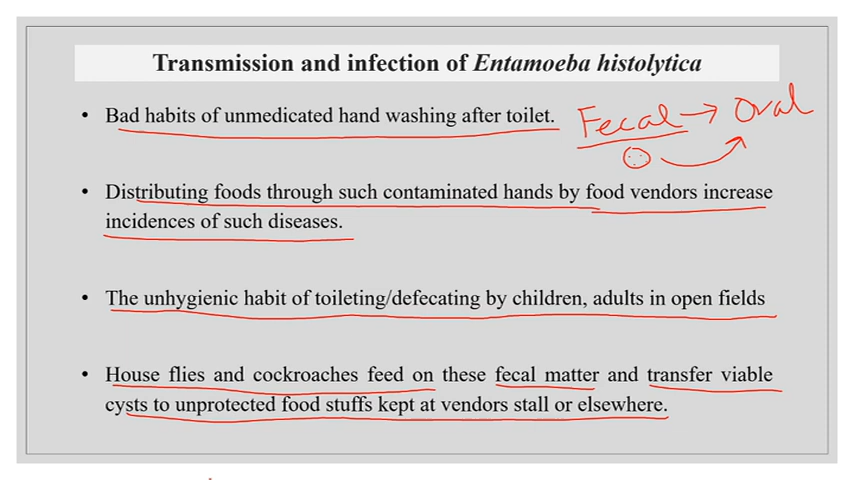 Transmission and infection of Entamoeba histolytica
• Bad habits of unmedicated hand washing after toilet.
Fecal → Oral
• Distributing foods through such contaminated hands by food vendors increase
incidences of such diseases.
• The unhygienic habit of toileting/defecating by children, adults in open fields
• House flies and cockroaches feed on these fecal matter and transfer viable
cysts to unprotected food stuffs kept at vendors stall or elsewhere.